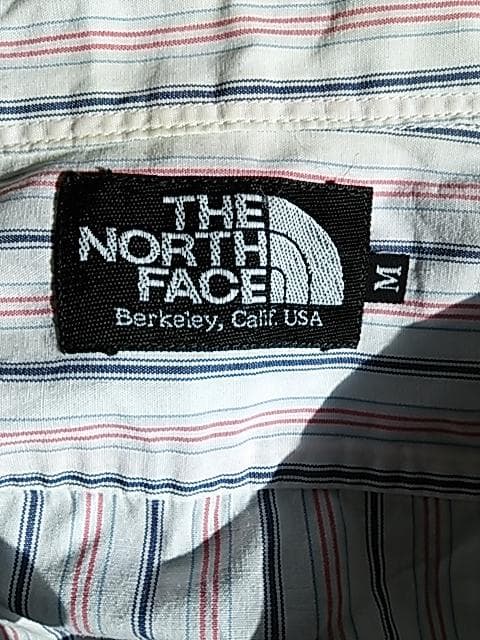 THE
NORTH
FACE
Berkeley, Calif. USA
M